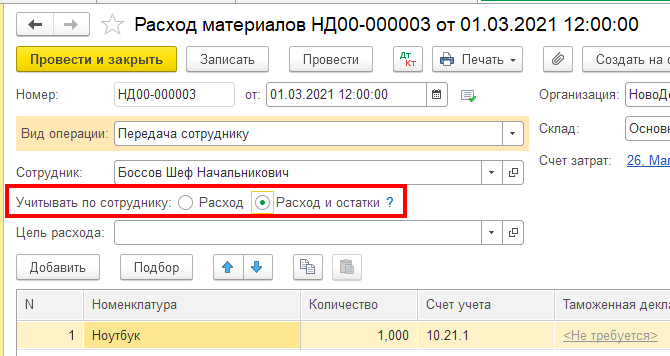 Расход материалов НД00-000003 от 01.03.2021 12:00:00
Провести и закрыть Записать Провести Дт Кт Печать Создать на о
Номер: НД00-000003 от: 01.03.2021 12:00:00 Организация: НовоДе
Вид операции: Передача сотруднику Склад: Основн
Сотрудник: Боссов Шеф Начальникович Счет затрат: 26, Мал
Учитывать по сотруднику: Расход Расход и остатки ?
Цель расхода:
Добавить Подбор
N Номенклатура Количество Счет учета Таможенная декла
1 Ноутбук 1,000 10.21.1 <Не требуется>